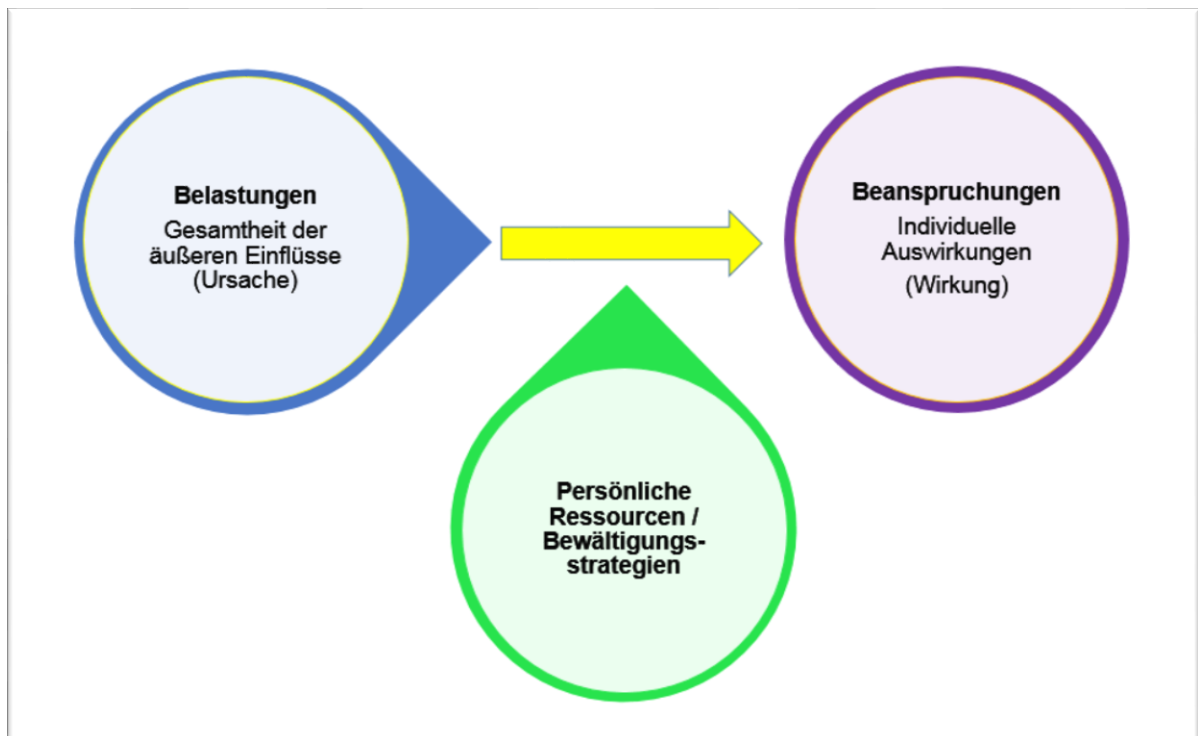 Belastungen
Gesamtheit der
äußeren Einflüsse
(Ursache)
Beanspruchungen
Individuelle
Auswirkungen
(Wirkung)
Persönliche
Ressourcen /
Bewältigungs-
strategien